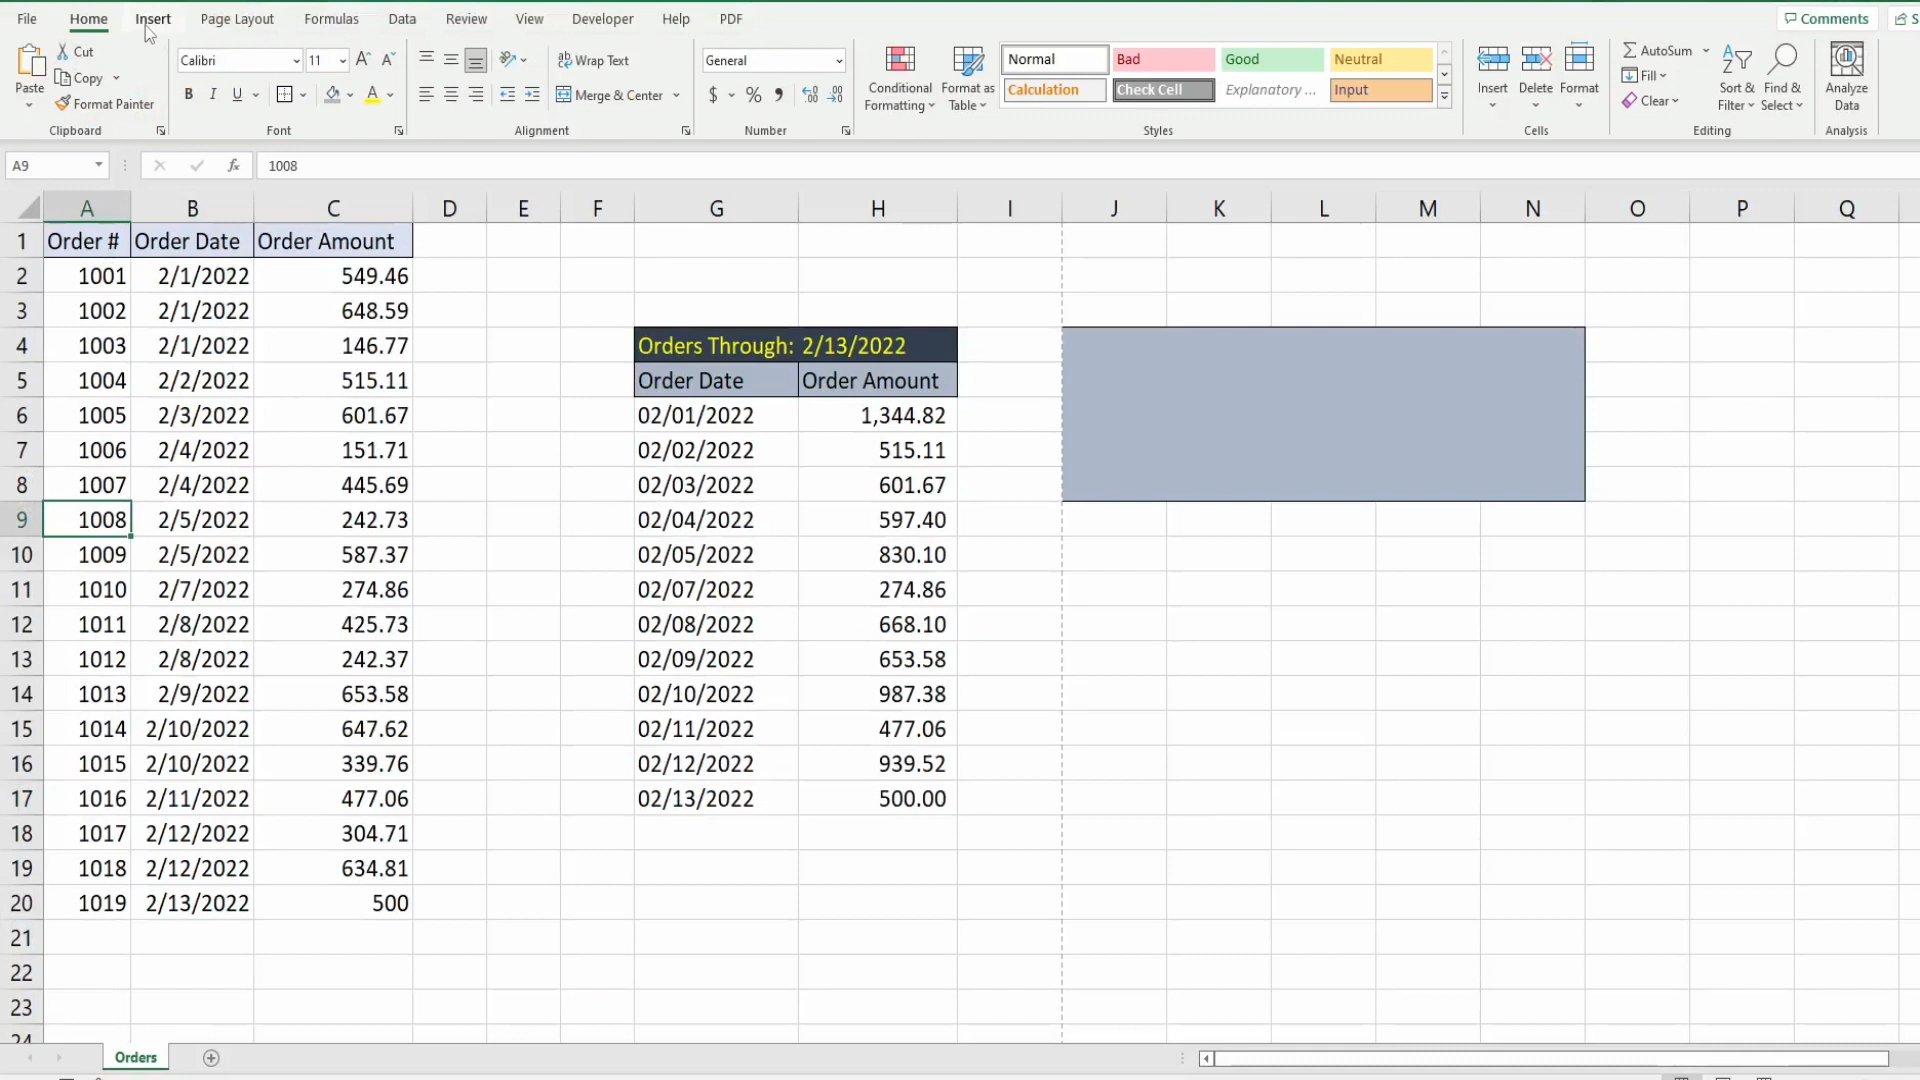 File Home Insert Page Layout Formulas Data Review View Developer Help PDF Comments S
Cut
Copy
Format Painter
Paste
Clipboard
Calibri 11
B I U
Font
Wrap Text
Merge & Center
Alignment
General
$ % ,
Number
Conditional Formatting
Format as Table
Normal Bad Good Neutral
Calculation Check Cell Explanatory ... Input
Styles
Insert Delete Format
Cells
AutoSum
Fill
Clear
Sort & Filter
Find & Select
Editing
Analyze Data
Analysis
A9 fx 1008
A B C D E F G H I J K L M N O P Q
1 Order # Order Date Order Amount
2 1001 2/1/2022 549.46
3 1002 2/1/2022 648.59
4 1003 2/1/2022 146.77 Orders Through: 2/13/2022
5 1004 2/2/2022 515.11 Order Date Order Amount
6 1005 2/3/2022 601.67 02/01/2022 1,344.82
7 1006 2/4/2022 151.71 02/02/2022 515.11
8 1007 2/4/2022 445.69 02/03/2022 601.67
9 1008 2/5/2022 242.73 02/04/2022 597.40
10 1009 2/5/2022 587.37 02/05/2022 830.10
11 1010 2/7/2022 274.86 02/07/2022 274.86
12 1011 2/8/2022 425.73 02/08/2022 668.10
13 1012 2/8/2022 242.37 02/09/2022 653.58
14 1013 2/9/2022 653.58 02/10/2022 987.38
15 1014 2/10/2022 647.62 02/11/2022 477.06
16 1015 2/10/2022 339.76 02/12/2022 939.52
17 1016 2/11/2022 477.06 02/13/2022 500.00
18 1017 2/12/2022 304.71
19 1018 2/12/2022 634.81
20 1019 2/13/2022 500
21
22
23
24
Orders